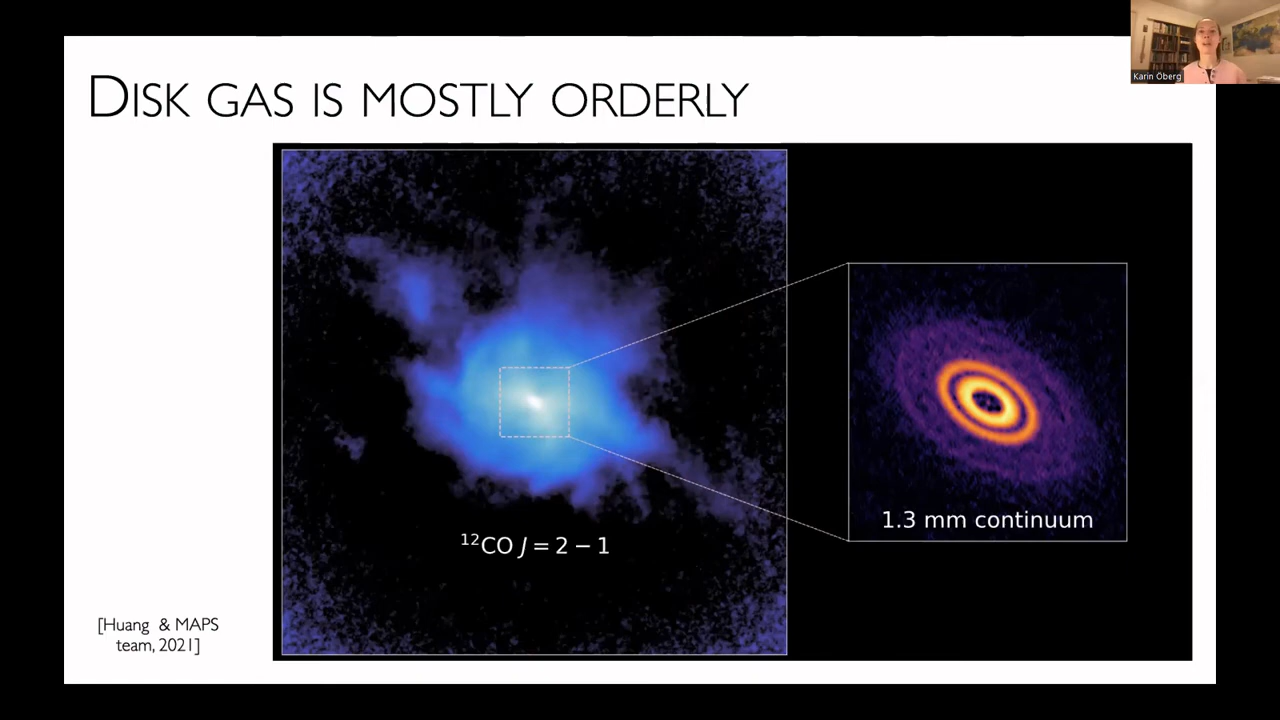 DISK GAS IS MOSTLY ORDERLY
Karin Öberg
¹²CO J = 2 − 1
1.3 mm continuum
[Huang & MAPS
team, 2021]